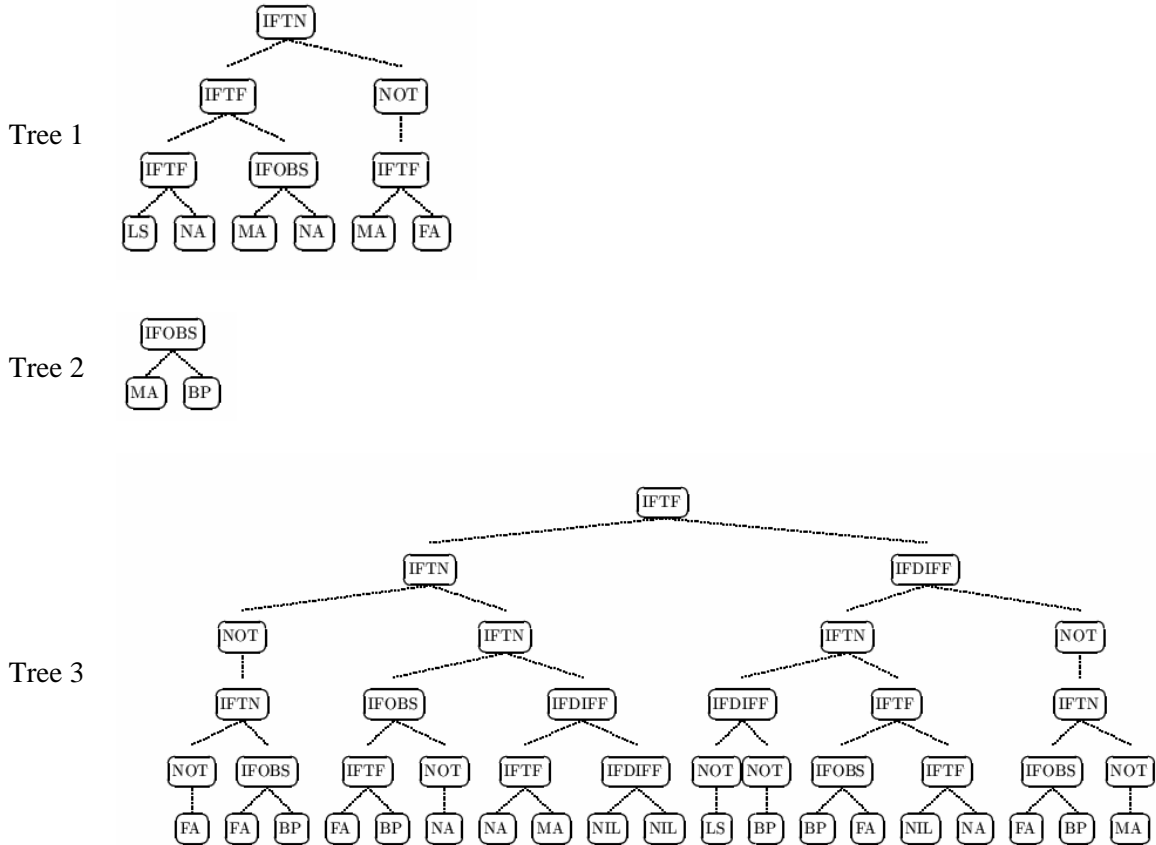 IFTN
IFTF NOT
Tree 1
IFTF IFOBS IFTF
LS NA MA NA MA FA
IFOBS
Tree 2
MA BP
IFTF
IFTN IFDIFF
NOT IFTN IFTN NOT
Tree 3
IFTN IFOBS IFDIFF IFDIFF IFTF IFTN
NOT IFOBS IFTF NOT IFTF IFDIFF NOT NOT IFOBS IFTF IFOBS NOT
FA FA BP FA BP NA NA MA NIL NIL LS BP BP FA NIL NA FA BP MA